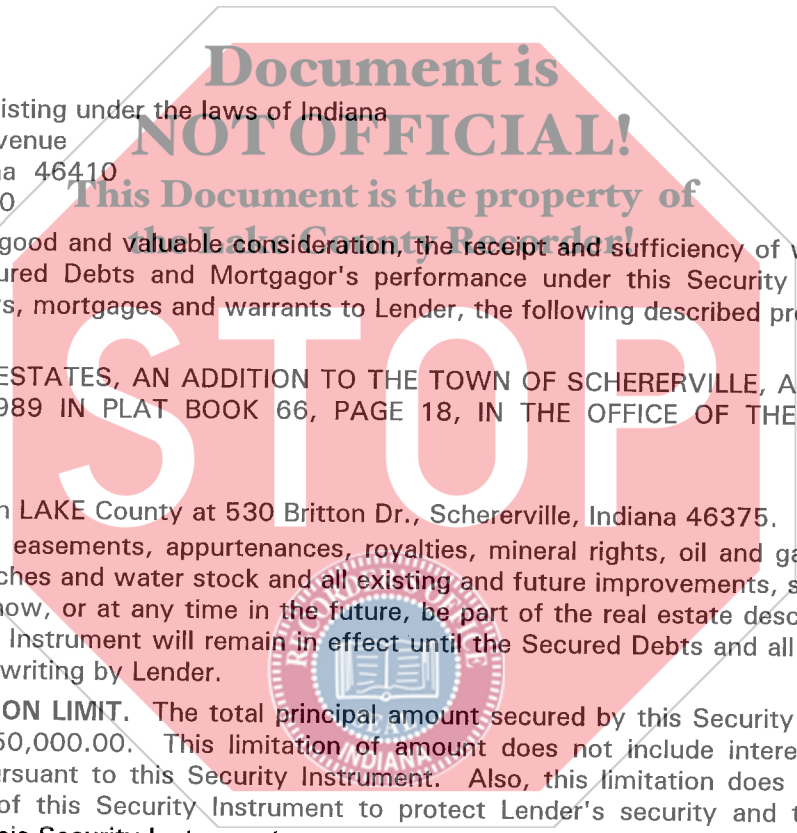 Document is
isting under the laws of Indiana
venue
NOT OFFICIAL!
a 46410
This Document is the property of
0
good and valuable consideration, the receipt and sufficiency of
the Lake County Recorder!
ured Debts and Mortgagor's performance under this Security
s, mortgages and warrants to Lender, the following described pr
STOP
ESTATES, AN ADDITION TO THE TOWN OF SCHERERVILLE, A
989 IN PLAT BOOK 66, PAGE 18, IN THE OFFICE OF THE
n LAKE County at 530 Britton Dr., Schererville, Indiana 46375.
easements, appurtenances, royalties, mineral rights, oil and ga
ches and water stock and all existing and future improvements, s
now, or at any time in the future, be part of the real estate desc
Instrument will remain in effect until the Secured Debts and all
writing by Lender.
RECORDER'S OFFICE
SEAL
INDIANA
ON LIMIT. The total principal amount secured by this Security
50,000.00. This limitation of amount does not include intere
rsuant to this Security Instrument. Also, this limitation does
of this Security Instrument to protect Lender's security and t